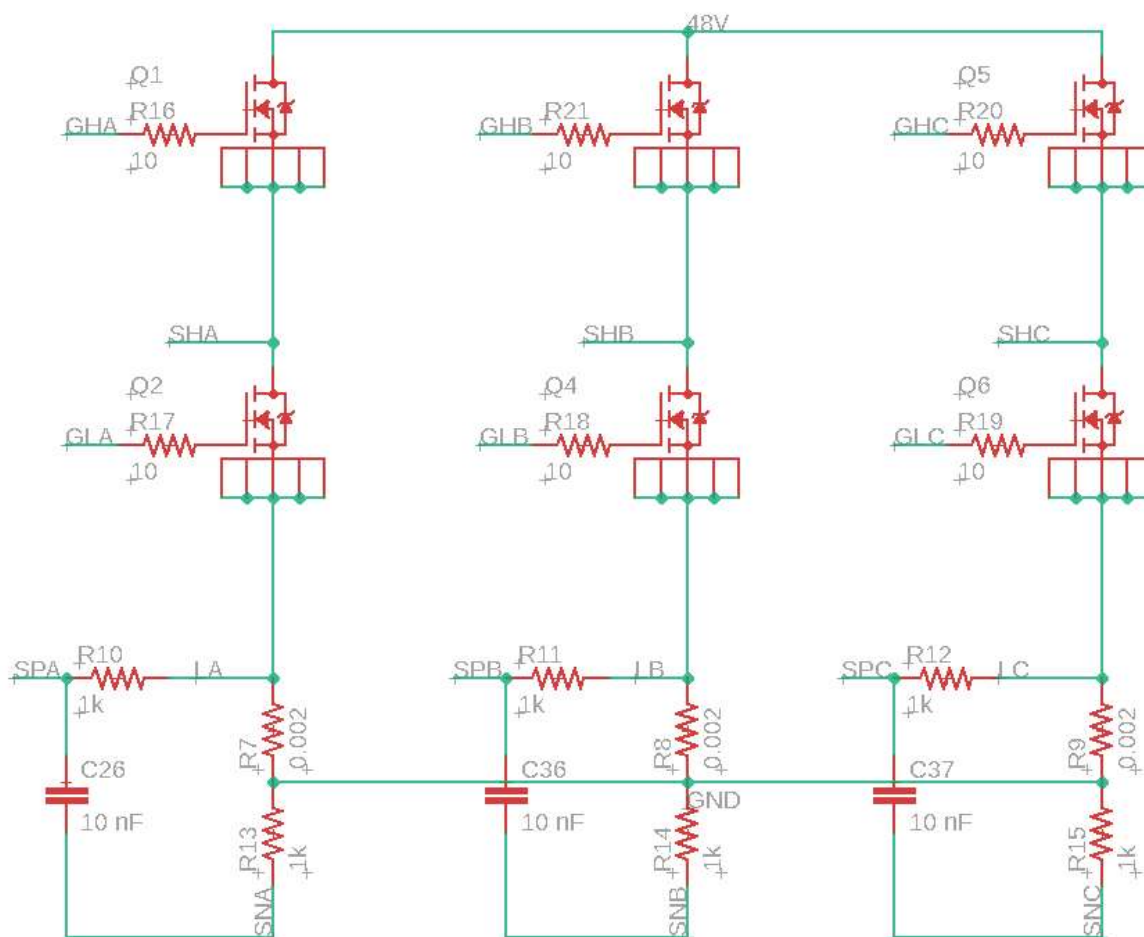 48V
Q1
Q5
R16
R21
R20
GHA
GHB
GHC
10
10
10
SHA
SHB
SHC
Q2
Q4
Q6
R17
R18
R19
GLA
GLB
GLC
10
10
10
SPA
R10
LA
SPB
R11
LB
SPC
R12
LC
1k
1k
1k
R7
0.002
R8
0.002
R9
0.002
C26
C36
C37
GND
10 nF
10 nF
10 nF
R13
1k
R14
1k
R15
1k
SNA
SNB
SNC